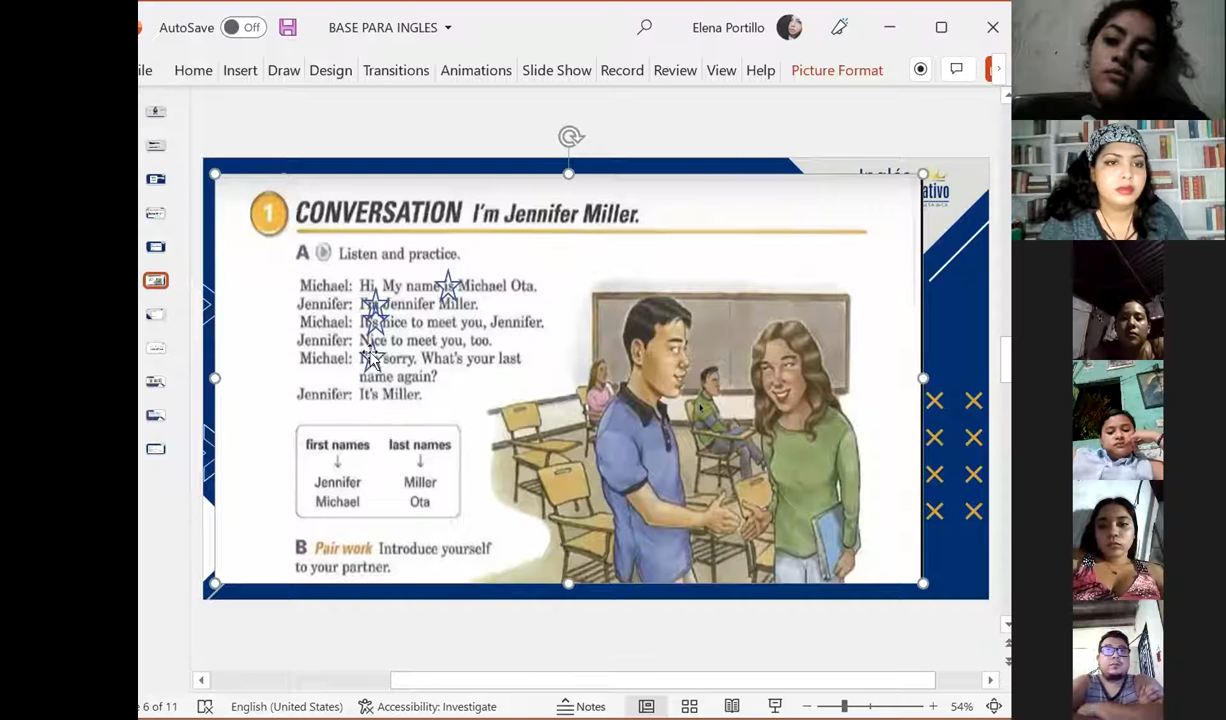 AutoSave Off BASE PARA INGLES Elena Portillo
ile Home Insert Draw Design Transitions Animations Slide Show Record Review View Help Picture Format
Inglés
ativo
1 CONVERSATION I'm Jennifer Miller.
A Listen and practice.
Michael: Hi, My name is Michael Ota.
Jennifer: I'm Jennifer Miller.
Michael: It's nice to meet you, Jennifer.
Jennifer: Nice to meet you, too.
Michael: I'm sorry. What's your last
name again?
Jennifer: It's Miller.
first names last names
Jennifer Miller
Michael Ota
B Pair work Introduce yourself
to your partner.
e 6 of 11 English (United States) Accessibility: Investigate Notes 54%